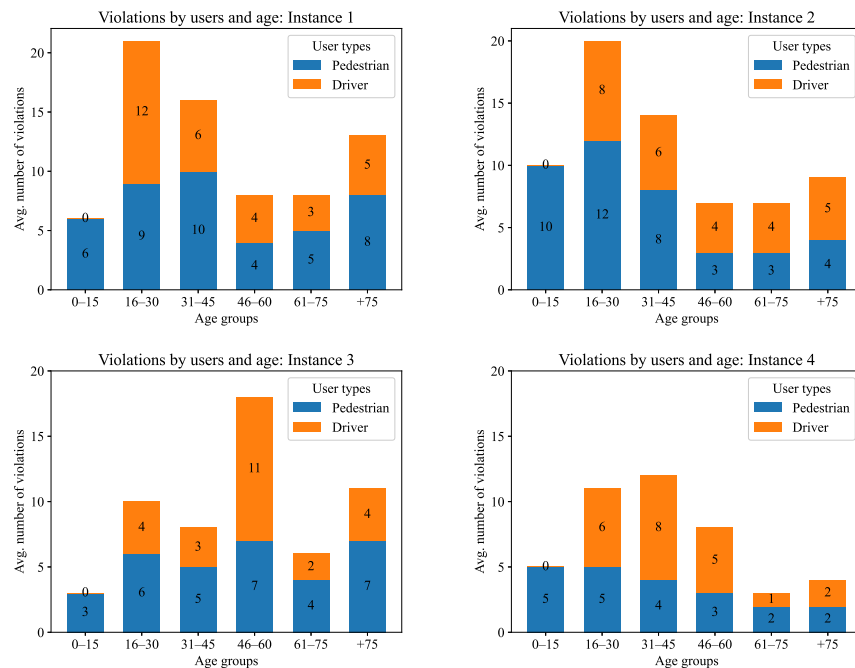 Violations by users and age: Instance 1
User types
Pedestrian
Driver
Avg. number of violations
20
15
10
5
0
0
12
6
4
3
5
6
9
10
4
5
8
0–15 16–30 31–45 46–60 61–75 +75
Age groups
Violations by users and age: Instance 2
User types
Pedestrian
Driver
Avg. number of violations
20
15
10
5
0
0
8
6
4
4
5
10
12
8
3
3
4
0–15 16–30 31–45 46–60 61–75 +75
Age groups
Violations by users and age: Instance 3
User types
Pedestrian
Driver
Avg. number of violations
20
15
10
5
0
0
4
3
11
2
4
3
6
5
7
4
7
0–15 16–30 31–45 46–60 61–75 +75
Age groups
Violations by users and age: Instance 4
User types
Pedestrian
Driver
Avg. number of violations
20
15
10
5
0
0
6
8
5
1
2
5
5
4
3
2
2
0–15 16–30 31–45 46–60 61–75 +75
Age groups